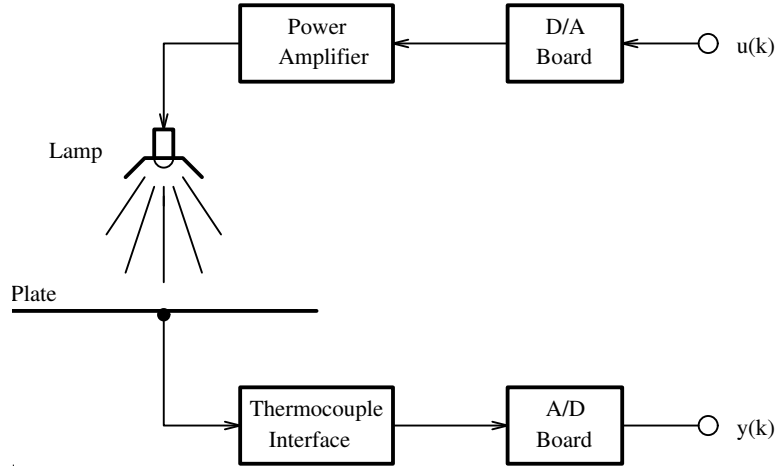 Power
Amplifier
D/A
Board
u(k)
Lamp
Plate
Thermocouple
Interface
A/D
Board
y(k)